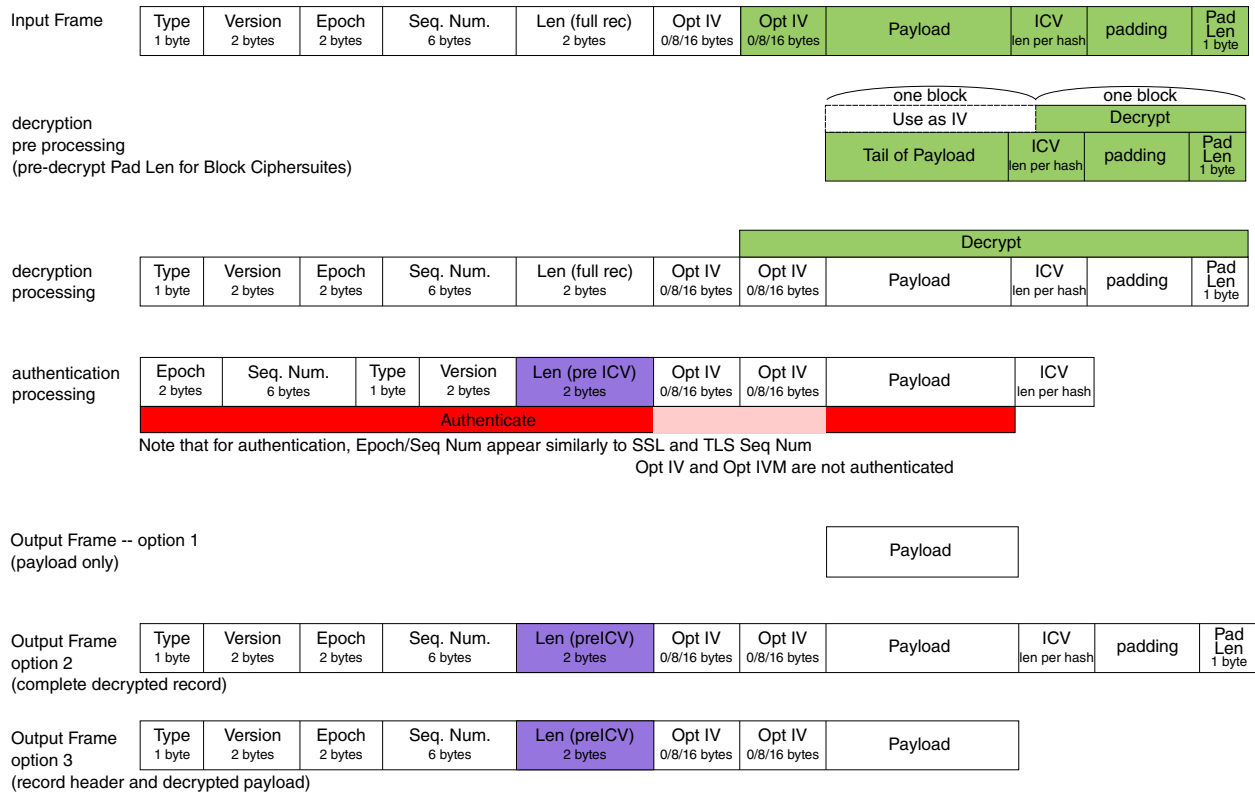 Input Frame
Type Version Epoch Seq. Num. Len (full rec) Opt IV Opt IV Payload ICV padding Pad Len
1 byte 2 bytes 2 bytes 6 bytes 2 bytes 0/8/16 bytes 0/8/16 bytes len per hash 1 byte
one block one block
Use as IV Decrypt
decryption
pre processing
(pre-decrypt Pad Len for Block Ciphersuites)
Tail of Payload ICV padding Pad Len
len per hash 1 byte
Decrypt
decryption
processing
Type Version Epoch Seq. Num. Len (full rec) Opt IV Opt IV Payload ICV padding Pad Len
1 byte 2 bytes 2 bytes 6 bytes 2 bytes 0/8/16 bytes 0/8/16 bytes len per hash 1 byte
authentication
processing
Epoch Seq. Num. Type Version Len (pre ICV) Opt IV Opt IV Payload ICV
2 bytes 6 bytes 1 byte 2 bytes 2 bytes 0/8/16 bytes 0/8/16 bytes len per hash
Authenticate
Note that for authentication, Epoch/Seq Num appear similarly to SSL and TLS Seq Num
Opt IV and Opt IVM are not authenticated
Output Frame -- option 1
(payload only)
Payload
Output Frame
option 2
(complete decrypted record)
Type Version Epoch Seq. Num. Len (preICV) Opt IV Opt IV Payload ICV padding Pad Len
1 byte 2 bytes 2 bytes 6 bytes 2 bytes 0/8/16 bytes 0/8/16 bytes len per hash 1 byte
Output Frame
option 3
(record header and decrypted payload)
Type Version Epoch Seq. Num. Len (preICV) Opt IV Opt IV Payload
1 byte 2 bytes 2 bytes 6 bytes 2 bytes 0/8/16 bytes 0/8/16 bytes